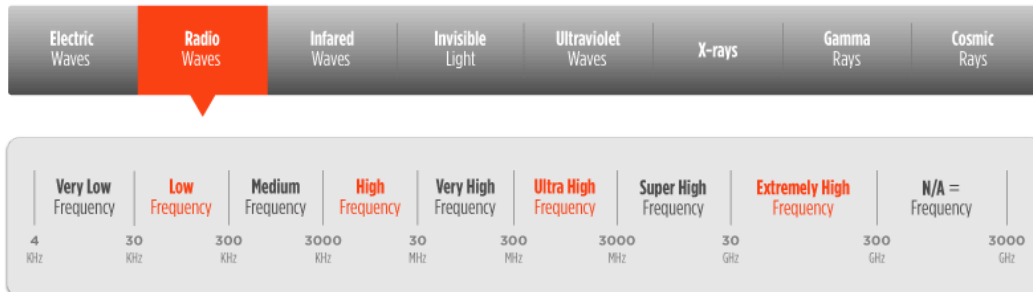 Electric
Waves
Radio
Waves
Infared
Waves
Invisible
Light
Ultraviolet
Waves
X-rays
Gamma
Rays
Cosmic
Rays
Very Low
Frequency
Low
Frequency
Medium
Frequency
High
Frequency
Very High
Frequency
Ultra High
Frequency
Super High
Frequency
Extremely High
Frequency
N/A =
Frequency
4
KHz
30
KHz
300
KHz
3000
KHz
30
MHz
300
MHz
3000
MHz
30
GHz
300
GHz
3000
GHz